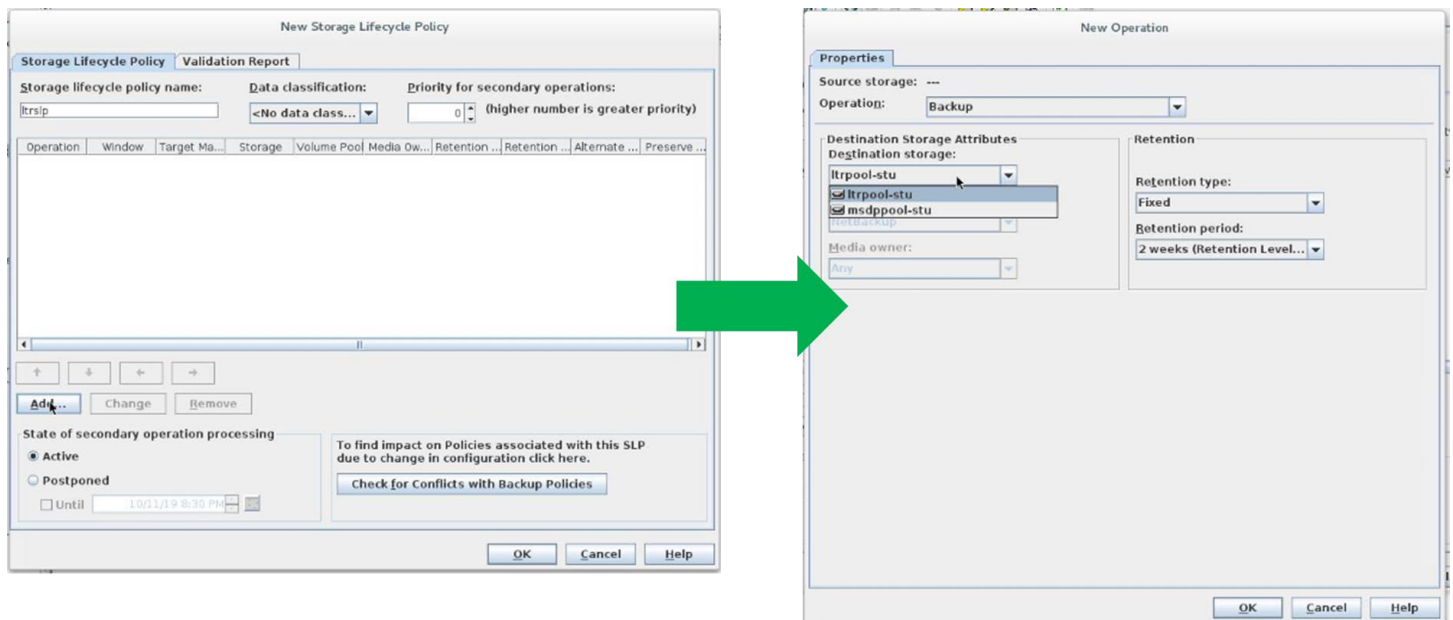 New Storage Lifecycle Policy
Storage Lifecycle Policy
Validation Report
Storage lifecycle policy name:
Data classification:
Priority for secondary operations:
ltrslp
<No data class...
0
(higher number is greater priority)
Operation
Window
Target Ma...
Storage
Volume Pool
Media Ow...
Retention ...
Retention ...
Alternate ...
Preserve ...
Add...
Change
Remove
State of secondary operation processing
Active
Postponed
Until
10/11/19 8:30 PM
To find impact on Policies associated with this SLP
due to change in configuration click here.
Check for Conflicts with Backup Policies
OK
Cancel
Help
New Operation
Properties
Source storage: ---
Operation:
Backup
Destination Storage Attributes
Destination storage:
ltrpool-stu
ltrpool-stu
msdppool-stu
NetBackup
Media owner:
Any
Retention
Retention type:
Fixed
Retention period:
2 weeks (Retention Level...
OK
Cancel
Help